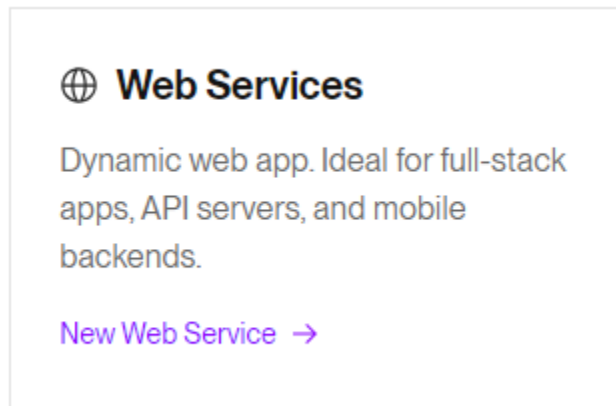 Web Services
Dynamic web app. Ideal for full-stack
apps, API servers, and mobile
backends.
New Web Service →